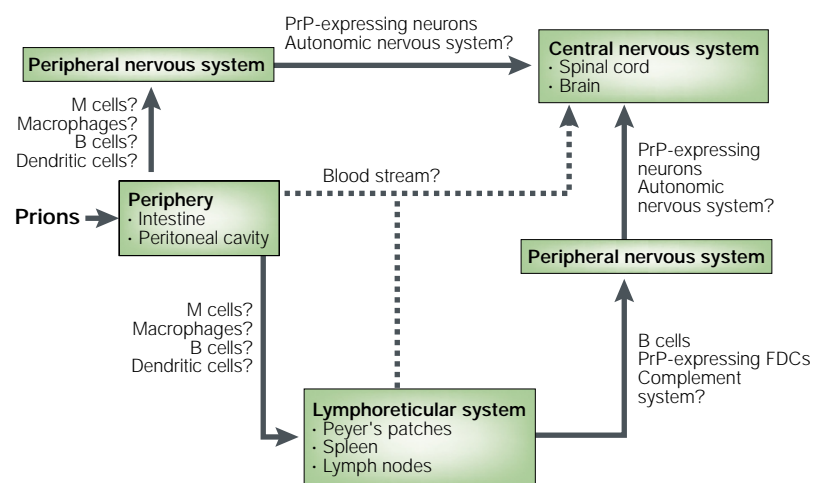 PrP-expressing neurons
Autonomic nervous system?
Peripheral nervous system
Central nervous system
· Spinal cord
· Brain
M cells?
Macrophages?
B cells?
Dendritic cells?
Blood stream?
PrP-expressing
neurons
Autonomic
nervous system?
Prions
Periphery
· Intestine
· Peritoneal cavity
Peripheral nervous system
M cells?
Macrophages?
B cells?
Dendritic cells?
B cells
PrP-expressing FDCs
Complement
system?
Lymphoreticular system
· Peyer's patches
· Spleen
· Lymph nodes